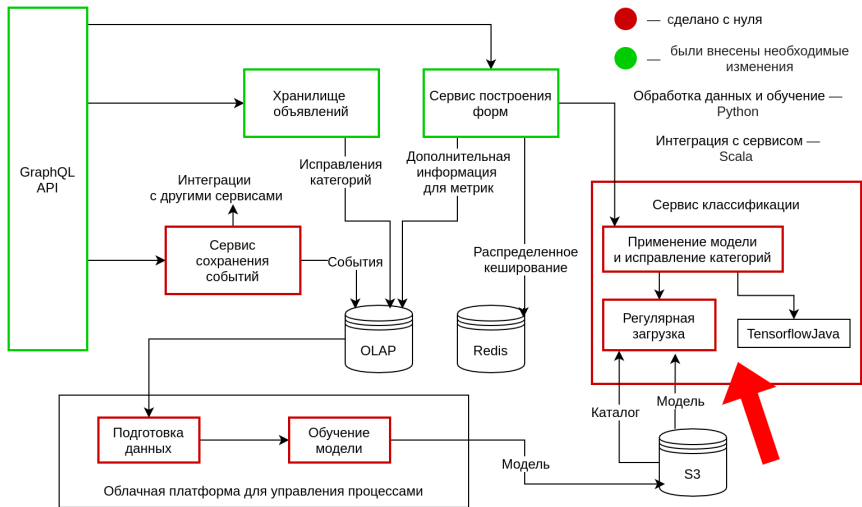 — сделано с нуля
— были внесены необходимые
изменения
Обработка данных и обучение —
Python
Интеграция с сервисом —
Scala
GraphQL
API
Хранилище
объявлений
Сервис построения
форм
Исправления
категорий
Дополнительная
информация
для метрик
Интеграции
с другими сервисами
Сервис
сохранения
событий
События
Распределенное
кеширование
OLAP
Redis
Сервис классификации
Применение модели
и исправление категорий
Регулярная
загрузка
TensorflowJava
Каталог
Модель
S3
Подготовка
данных
Обучение
модели
Модель
Облачная платформа для управления процессами